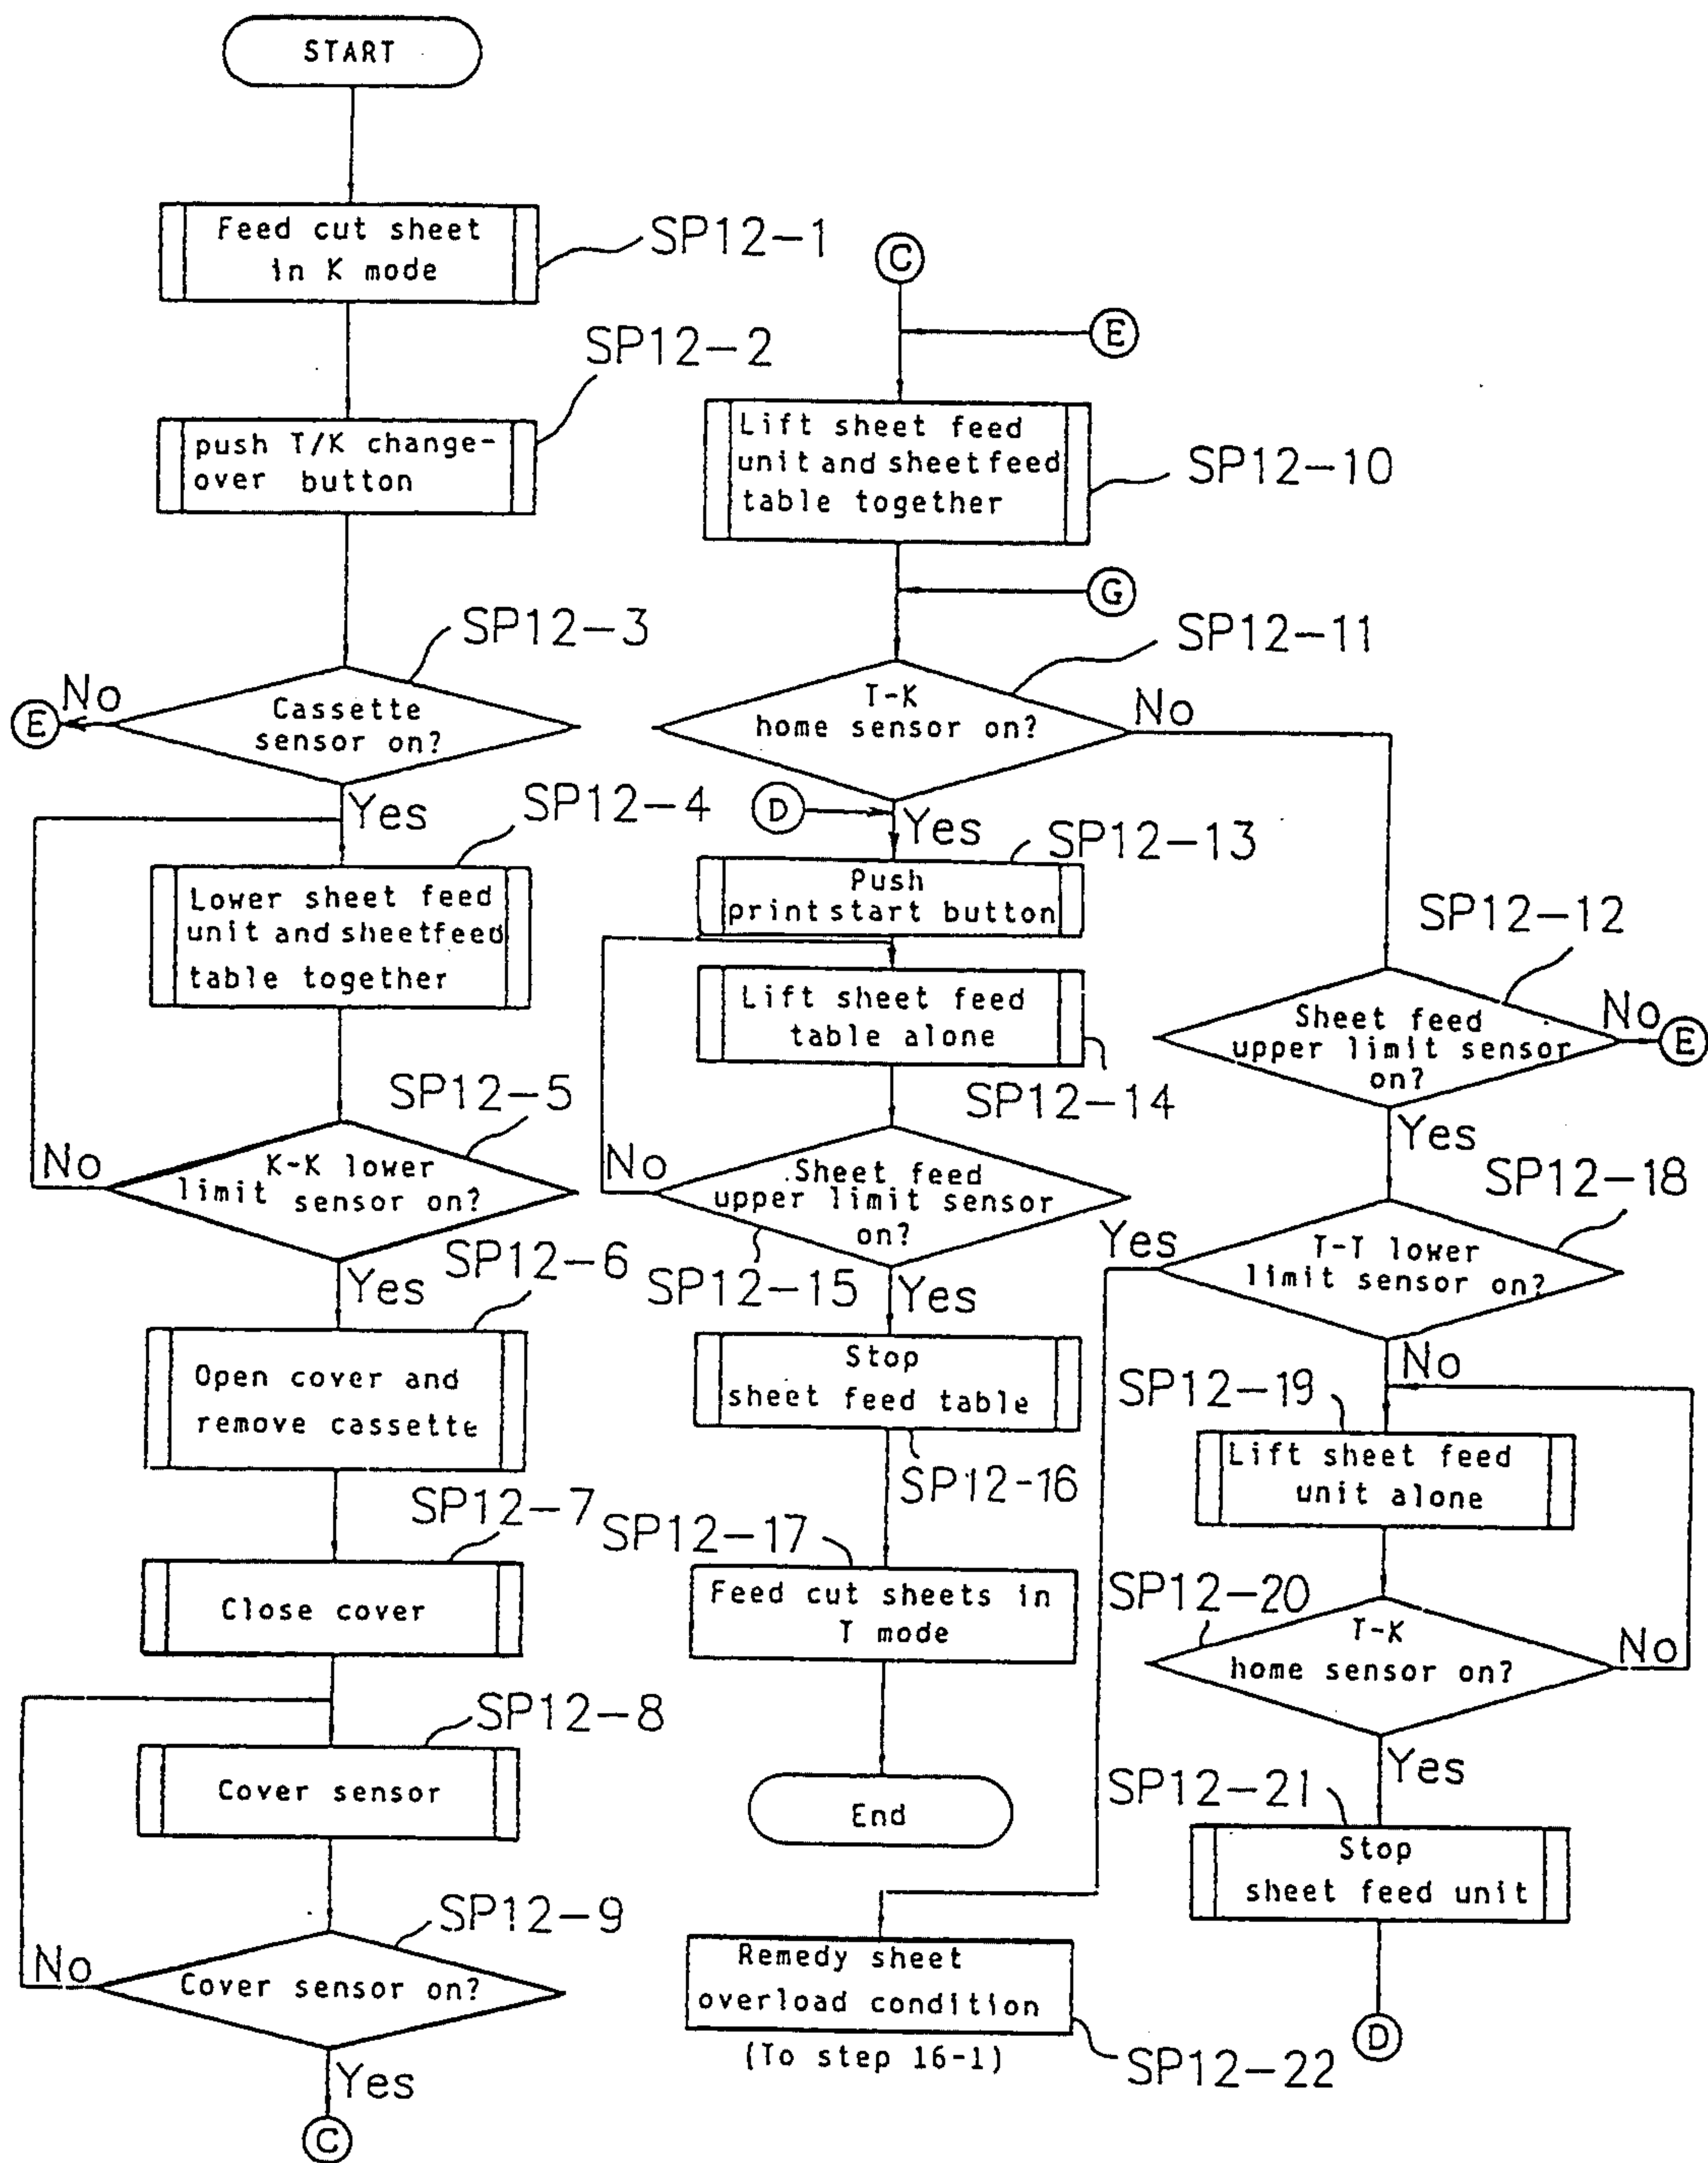 START
Feed cut sheet
in K mode
SP12-1
push T/K change-
over button
SP12-2
Cassette
sensor on?
SP12-3
No
E
Yes
Lower sheet feed
unit and sheetfeed
table together
SP12-4
K-K lower
limit sensor on?
SP12-5
No
Yes
Open cover and
remove cassette
SP12-6
Close cover
SP12-7
Cover sensor
SP12-8
Cover sensor on?
SP12-9
No
Yes
C
C
E
Lift sheet feed
unit and sheetfeed
table together
SP12-10
G
T-K
home sensor on?
SP12-11
No
D
Yes
Push
print start button
SP12-13
Lift sheet feed
table alone
SP12-14
Sheet feed
upper limit sensor
on?
SP12-15
No
Yes
Stop
sheet feed table
SP12-16
Feed cut sheets in
T mode
SP12-17
End
Remedy sheet
overload condition
(To step 16-1)
SP12-22
Sheet feed
upper limit sensor
on?
SP12-12
No
E
Yes
T-T lower
limit sensor on?
SP12-18
Yes
No
Lift sheet feed
unit alone
SP12-19
T-K
home sensor on?
SP12-20
No
Yes
Stop
sheet feed unit
SP12-21
D